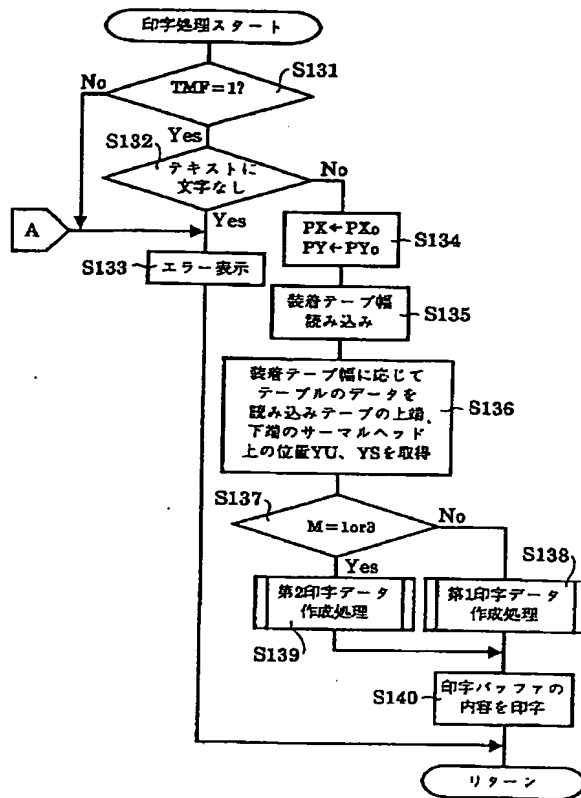 印字処理スタート
S131
No
TMF=1?
S132
Yes
テキストに
文字なし
No
A
Yes
S133
エラー表示
PX←PX₀
PY←PY₀
S134
装着テープ幅
読み込み
S135
装着テープ幅に応じて
テーブルのデータを
読み込みテープの上端、
下端のサーマルヘッド
上の位置YU、YSを取得
S136
S137
M=1or3
No
Yes
S138
第2印字データ
作成処理
第1印字データ
作成処理
S139
S140
印字バッファの
内容を印字
リターン